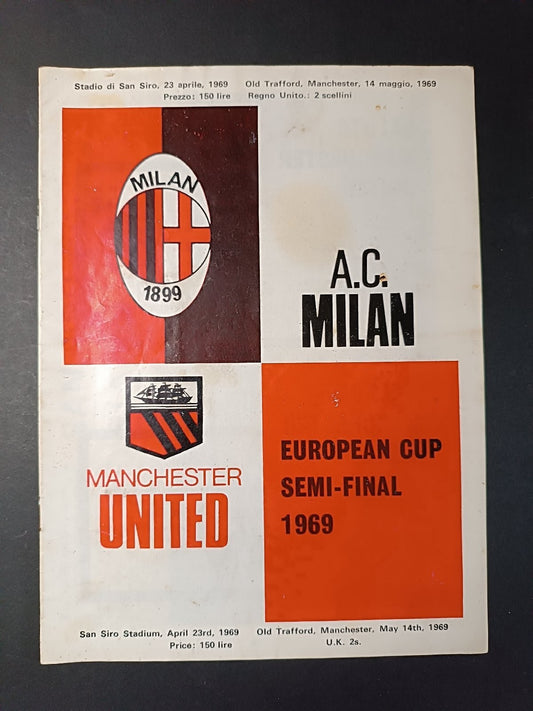 Stadio di San Siro, 23 aprile, 1969 Old Trafford, Manchester, 14 maggio, 1969
Prezzo: 150 lire Regno Unito.: 2 scellini
MILAN
1899
A.C.
MILAN
MANCHESTER
UNITED
EUROPEAN CUP
SEMI-FINAL
1969
San Siro Stadium, April 23rd, 1969 Old Trafford, Manchester, May 14th, 1969
Price: 150 lire U.K. 2s.